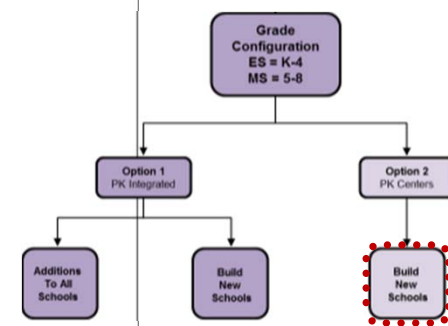 Grade
Configuration
ES = K-4
MS = 5-8
Option 1
PK Integrated
Option 2
PK Centers
Additions
To All
Schools
Build
New
Schools
Build
New
Schools